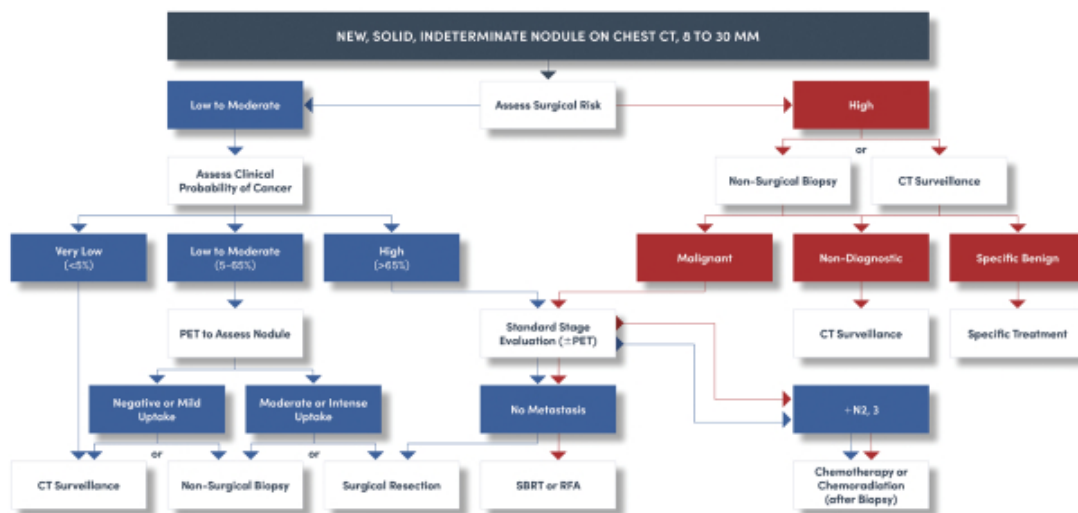 NEW, SOLID, INDETERMINATE NODULE ON CHEST CT, 8 TO 30 MM
Low to Moderate
Assess Surgical Risk
High
or
Assess Clinical
Probability of Cancer
Non-Surgical Biopsy
CT Surveillance
Very Low
(<5%)
Low to Moderate
(5-65%)
High
(>65%)
Malignant
Non-Diagnostic
Specific Benign
PET to Assess Nodule
Standard Stage
Evaluation (±PET)
CT Surveillance
Specific Treatment
Negative or Mild
Uptake
Moderate or Intense
Uptake
No Metastasis
+N2, 3
or
or
CT Surveillance
Non-Surgical Biopsy
Surgical Resection
SBRT or RFA
Chemotherapy or
Chemoradiation
(after Biopsy)